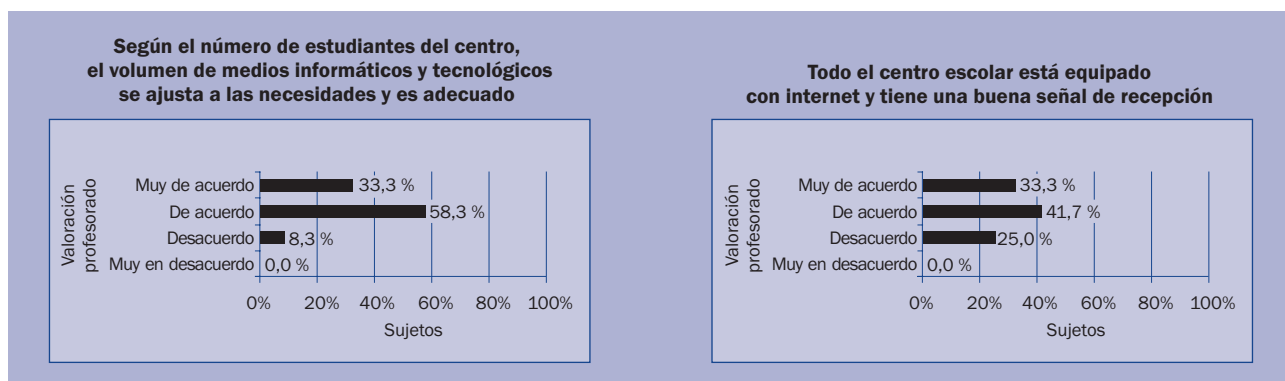 Según el número de estudiantes del centro,
el volumen de medios informáticos y tecnológicos
se ajusta a las necesidades y es adecuado
Valoración
profesorado
Muy de acuerdo 33,3 %
De acuerdo 58,3 %
Desacuerdo 8,3 %
Muy en desacuerdo 0,0 %
0% 20% 40% 60% 80% 100%
Sujetos
Todo el centro escolar está equipado
con internet y tiene una buena señal de recepción
Valoración
profesorado
Muy de acuerdo 33,3 %
De acuerdo 41,7 %
Desacuerdo 25,0 %
Muy en desacuerdo 0,0 %
0% 20% 40% 60% 80% 100%
Sujetos